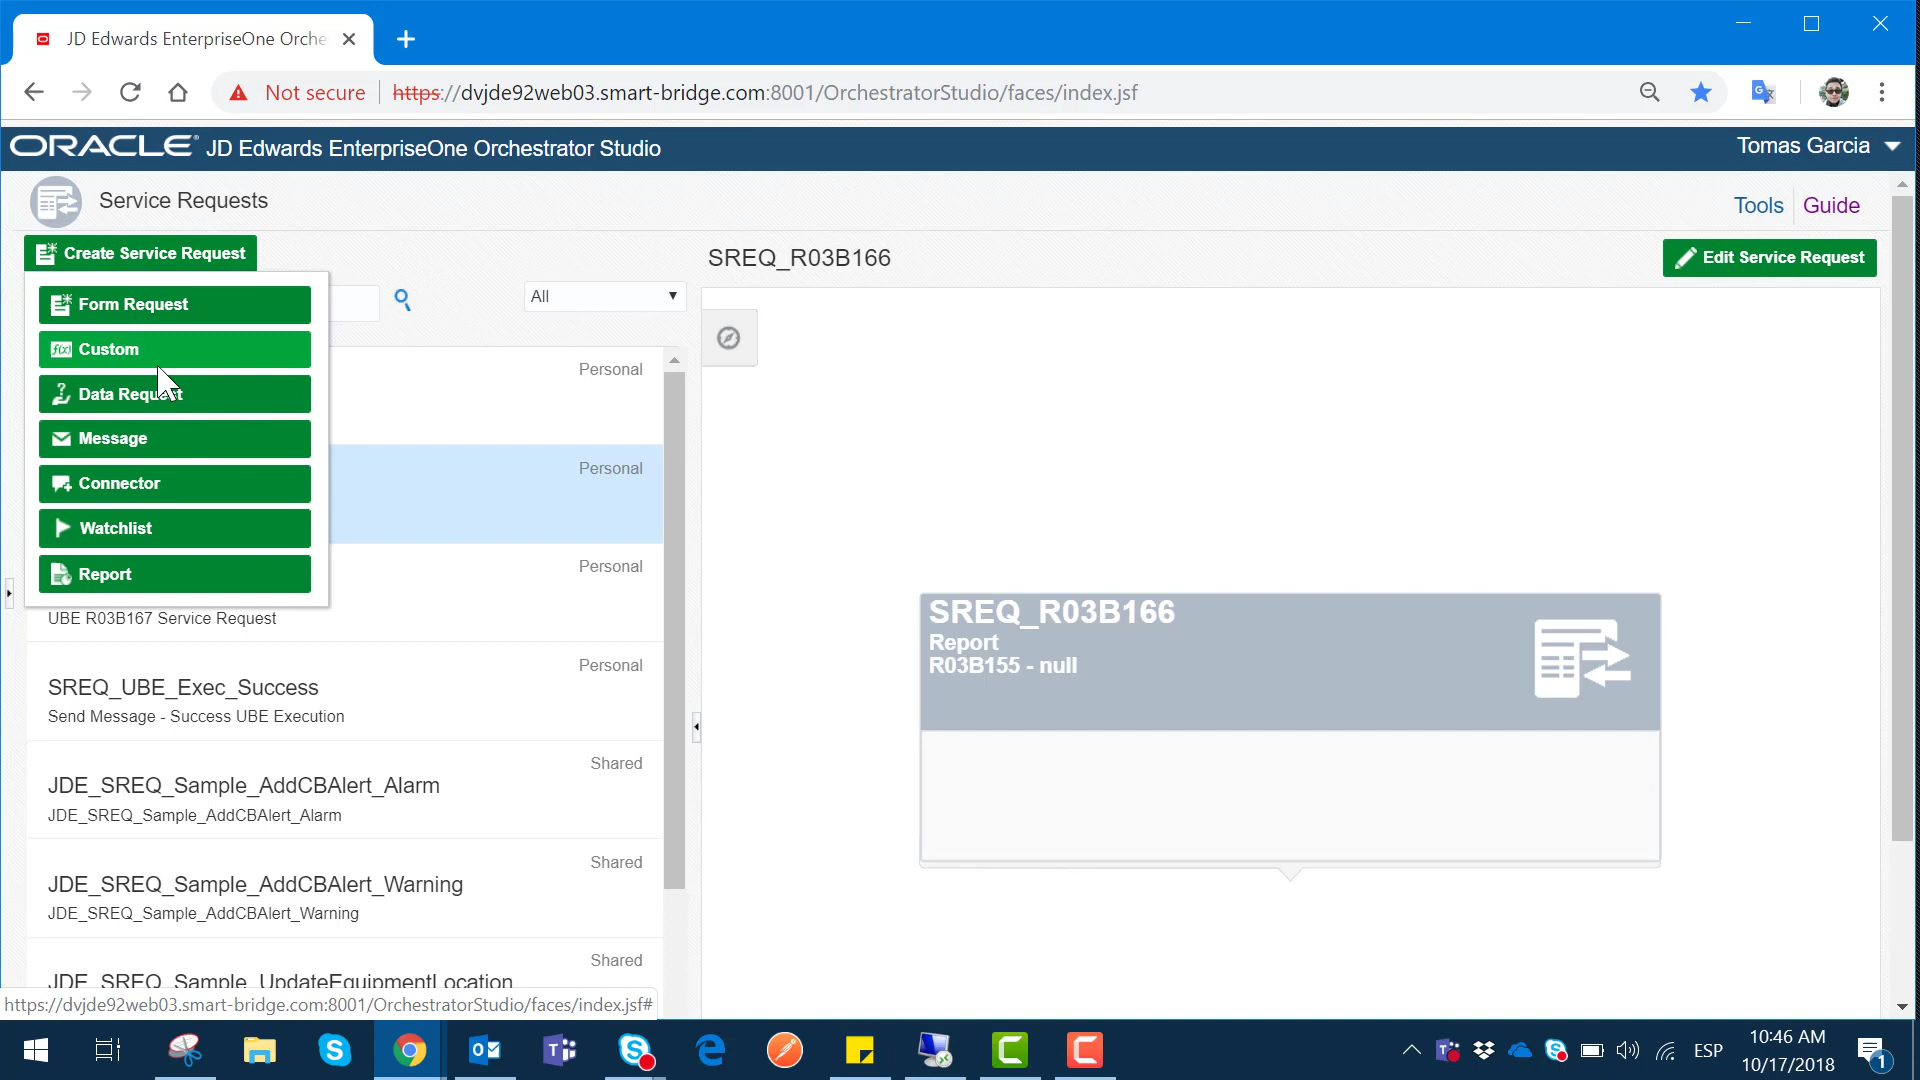 JD Edwards EnterpriseOne Orche
Not secure
https://dvjde92web03.smart-bridge.com:8001/OrchestratorStudio/faces/index.jsf
ORACLE JD Edwards EnterpriseOne Orchestrator Studio
Tomas Garcia
Service Requests
Tools
Guide
Create Service Request
SREQ_R03B166
Edit Service Request
All
Form Request
Custom
Data Request
Message
Connector
Watchlist
Report
Personal
Personal
Personal
UBE R03B167 Service Request
Personal
SREQ_UBE_Exec_Success
Send Message - Success UBE Execution
Shared
JDE_SREQ_Sample_AddCBAlert_Alarm
JDE_SREQ_Sample_AddCBAlert_Alarm
Shared
JDE_SREQ_Sample_AddCBAlert_Warning
JDE_SREQ_Sample_AddCBAlert_Warning
Shared
JDE_SREQ_Sample_UpdateEquipmentLocation
SREQ_R03B166
Report
R03B155 - null
https://dvjde92web03.smart-bridge.com:8001/OrchestratorStudio/faces/index.jsf#
ESP
10:46 AM
10/17/2018
1